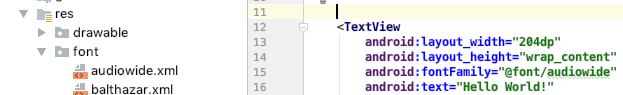 res
drawable
font
audiowide.xml
balthazar.xml
11
12 <TextView
13 android:layout_width="204dp"
14 android:layout_height="wrap_content"
15 android:fontFamily="@font/audiowide"
16 android:text="Hello World!"